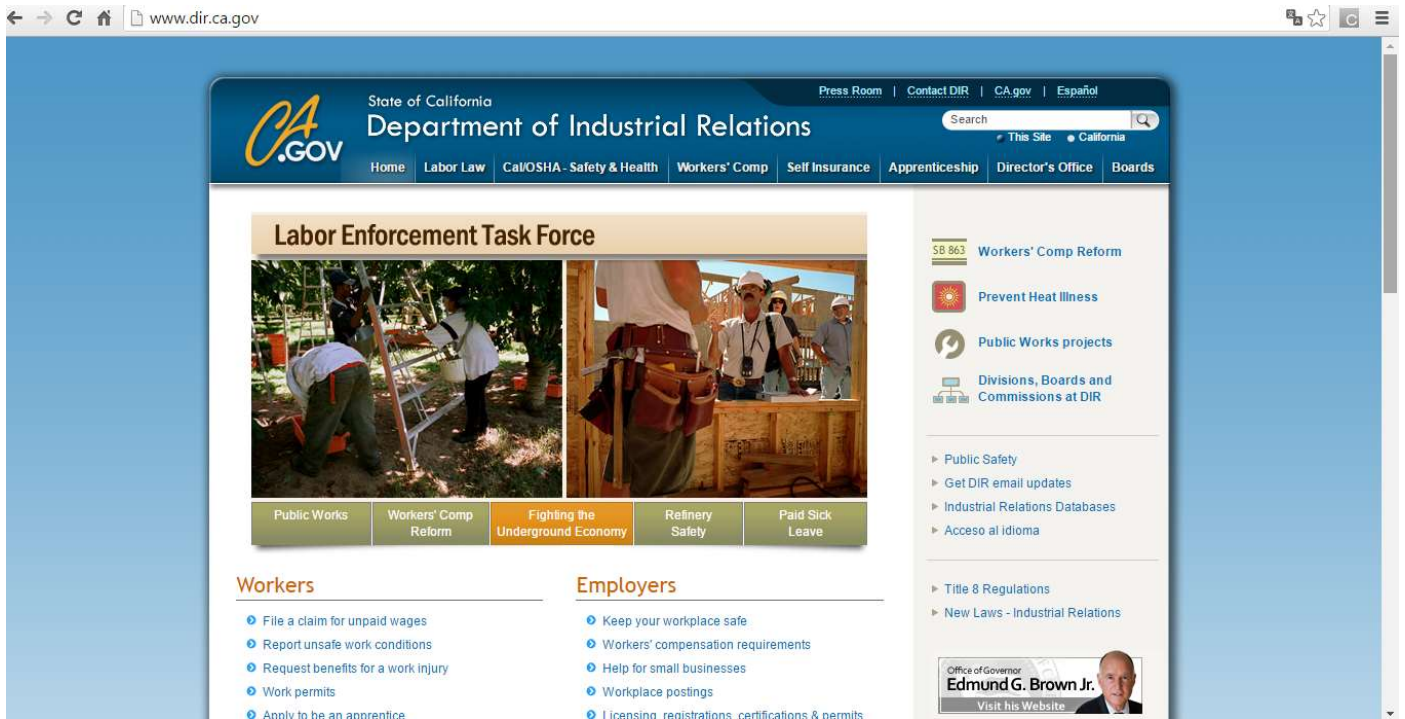 www.dir.ca.gov
Press Room | Contact DIR | CA.gov | Español
CA
.GOV
State of California
Department of Industrial Relations
Search
This Site California
Home Labor Law Cal/OSHA - Safety & Health Workers' Comp Self Insurance Apprenticeship Director's Office Boards
Labor Enforcement Task Force
Public Works
Workers' Comp
Reform
Fighting the
Underground Economy
Refinery
Safety
Paid Sick
Leave
Workers
File a claim for unpaid wages
Report unsafe work conditions
Request benefits for a work injury
Work permits
Apply to be an apprentice
Employers
Keep your workplace safe
Workers' compensation requirements
Help for small businesses
Workplace postings
Licensing, registrations, certifications & permits
SB 863
Workers' Comp Reform
Prevent Heat Illness
Public Works projects
Divisions, Boards and
Commissions at DIR
Public Safety
Get DIR email updates
Industrial Relations Databases
Acceso al idioma
Title 8 Regulations
New Laws - Industrial Relations
Office of Governor
Edmund G. Brown Jr.
Visit his Website